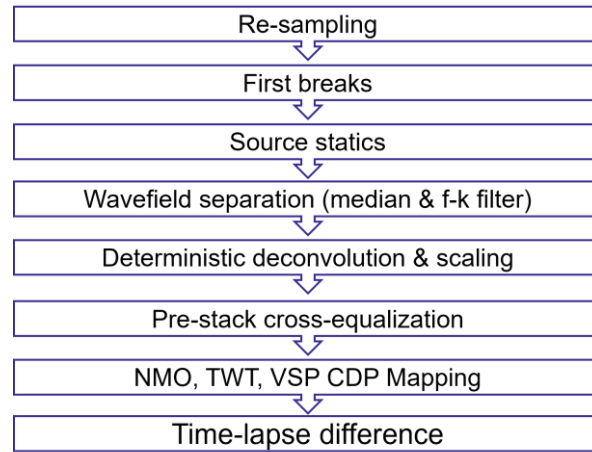 Re-sampling
First breaks
Source statics
Wavefield separation (median & f-k filter)
Deterministic deconvolution & scaling
Pre-stack cross-equalization
NMO, TWT, VSP CDP Mapping
Time-lapse difference